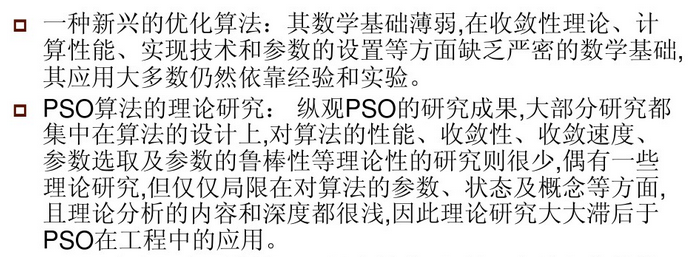 一种新兴的优化算法：其数学基础薄弱,在收敛性理论、计
算性能、实现技术和参数的设置等方面缺乏严密的数学基础,
其应用大多数仍然依靠经验和实验。
PSO算法的理论研究： 纵观PSO的研究成果,大部分研究都
集中在算法的设计上,对算法的性能、收敛性、收敛速度、
参数选取及参数的鲁棒性等理论性的研究则很少,偶有一些
理论研究,但仅仅局限在对算法的参数、状态及概念等方面,
且理论分析的内容和深度都很浅,因此理论研究大大滞后于
PSO在工程中的应用。